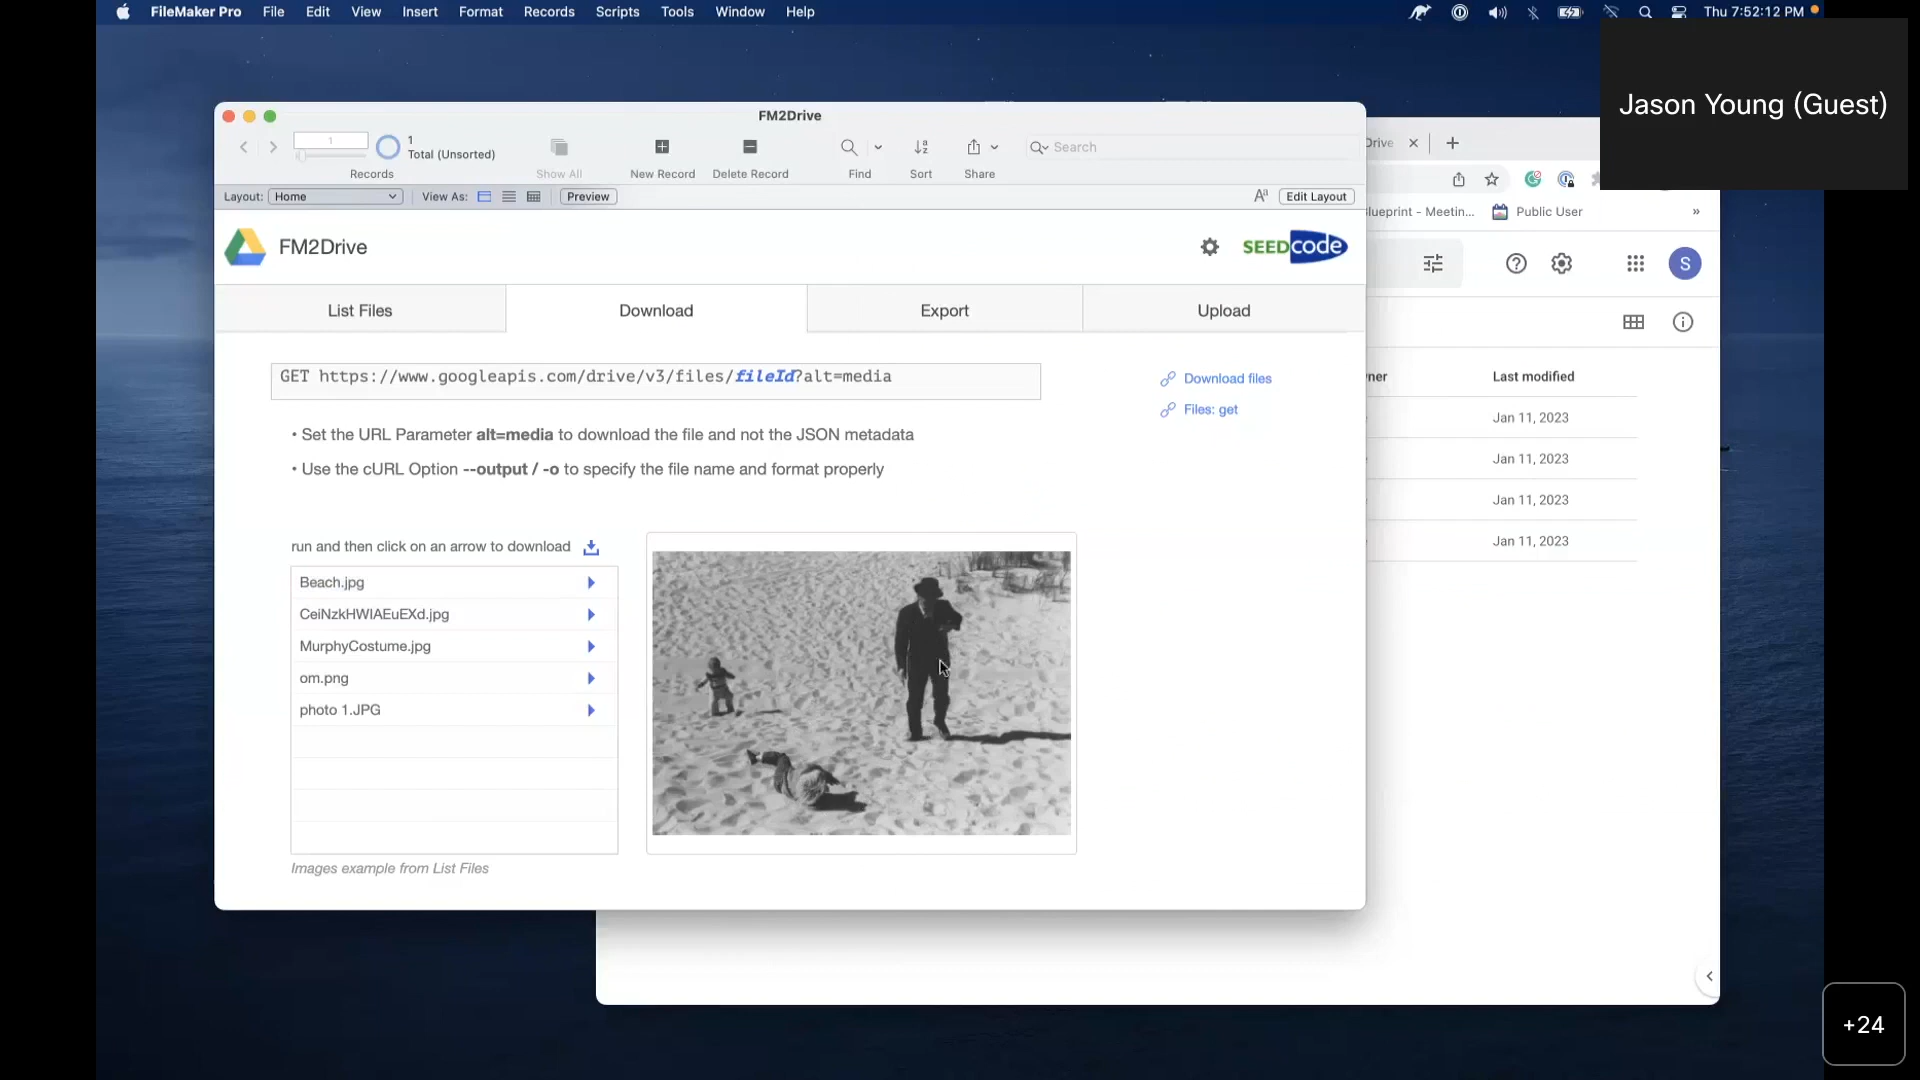 FileMaker Pro File Edit View Insert Format Records Scripts Tools Window Help
Thu 7:52:12 PM
Jason Young (Guest)
FM2Drive
1
1
Total (Unsorted)
Search
Records Show All New Record Delete Record Find Sort Share
Layout: Home View As: Preview Edit Layout
FM2Drive
SEEDcode
List Files Download Export Upload
GET https://www.googleapis.com/drive/v3/files/fileId?alt=media
• Set the URL Parameter alt=media to download the file and not the JSON metadata
• Use the cURL Option --output / -o to specify the file name and format properly
Download files
Files: get
run and then click on an arrow to download
Beach.jpg
CeiNzkHWIAEuEXd.jpg
MurphyCostume.jpg
om.png
photo 1.JPG
Images example from List Files
Drive
lueprint - Meetin... Public User »
S
ner Last modified
Jan 11, 2023
Jan 11, 2023
Jan 11, 2023
Jan 11, 2023
+24